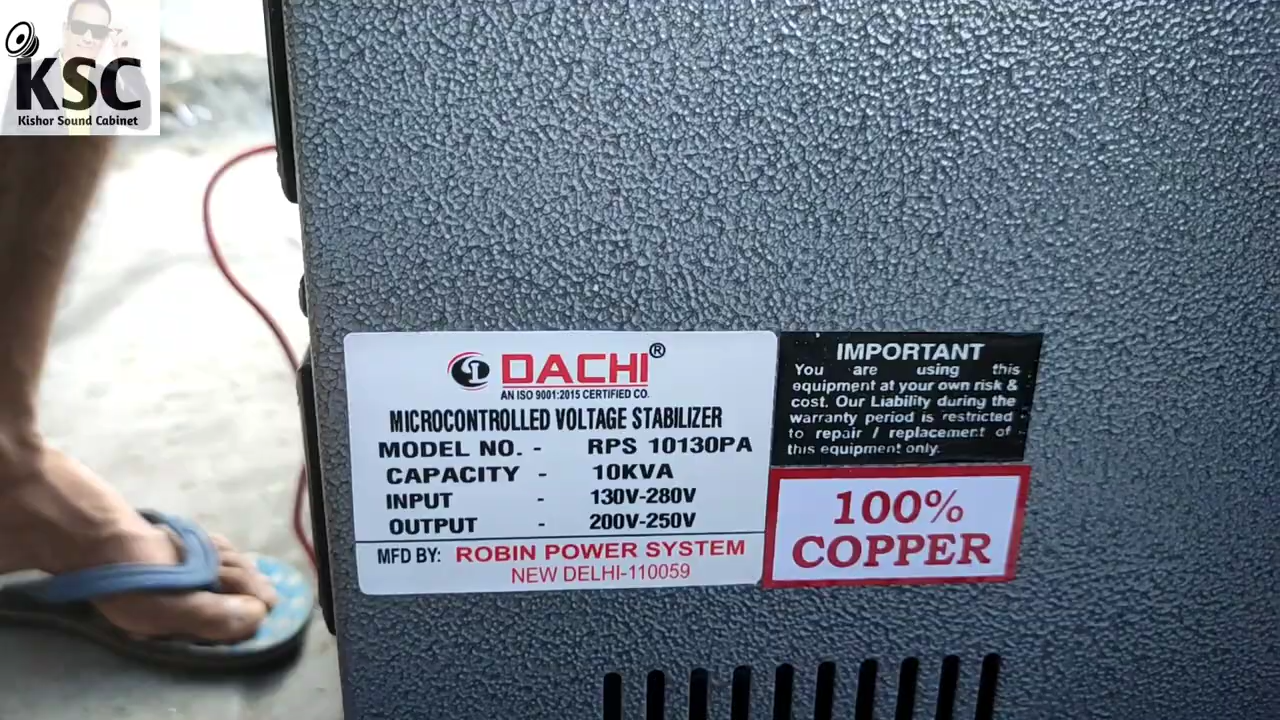 KSC
Kishor Sound Cabinet
DACHI®
AN ISO 9001:2015 CERTIFIED CO.
MICROCONTROLLED VOLTAGE STABILIZER
MODEL NO. - RPS 10130PA
CAPACITY - 10KVA
INPUT - 130V-280V
OUTPUT - 200V-250V
MFD BY: ROBIN POWER SYSTEM
NEW DELHI-110059
IMPORTANT
You are using this
equipment at your own risk &
cost. Our Liability during the
warranty period is restricted
to repair / replacement of
this equipment only.
100%
COPPER